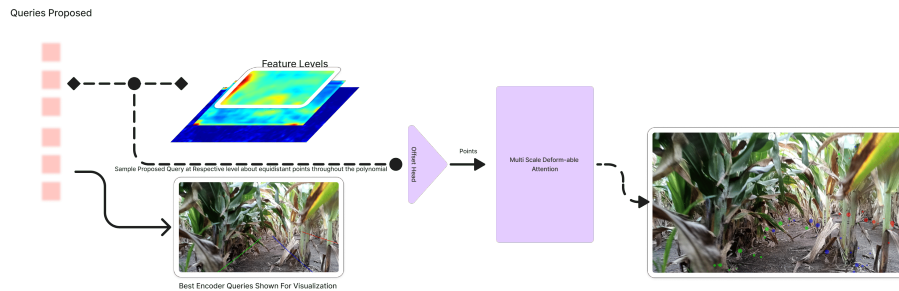 Queries Proposed
Feature Levels
Sample Proposed Query at Respective level about equidistant points throughout the polynomial
Offset Head
Points
Multi Scale Deform-able
Attention
Best Encoder Queries Shown For Visualization